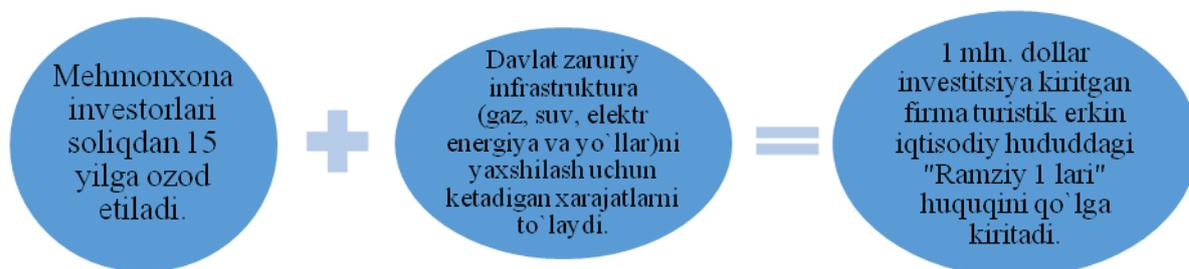 Mehmonxona
investorlari
soliqdan 15
yilga ozod
etiladi.
Davlat zaruriy
infrastruktura
(gaz, suv, elektr
energiya va yo`llar)ni
yaxshilash uchun
ketadigan xarajatlarni
to`laydi.
1 mln. dollar
investitsiya kiritgan
firma turistik erkin
iqtisodiy hududdagi
"Ramziy 1 lari"
huquqini qo`lga
kiritadi.